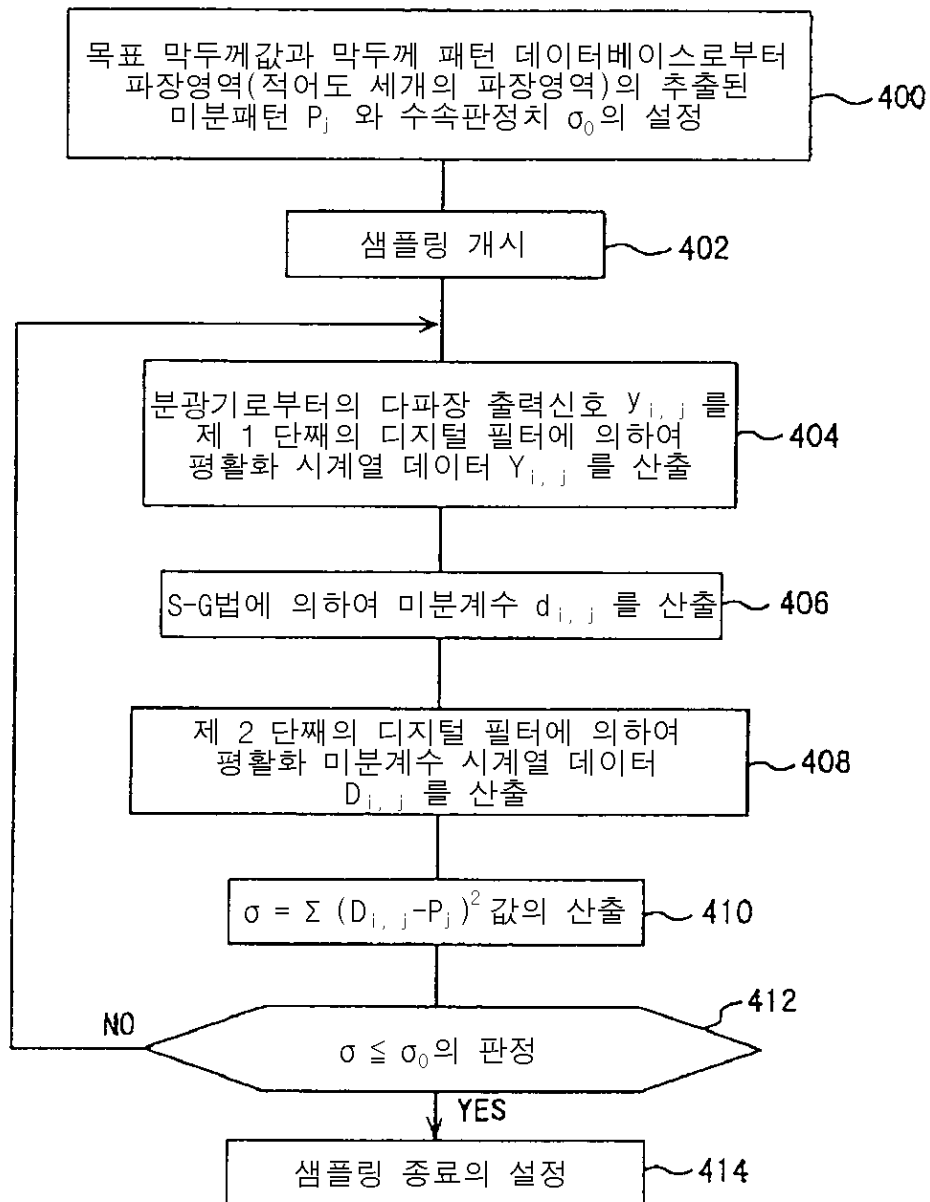 목표 막두께값과 막두께 패턴 데이터베이스로부터
파장영역(적어도 세개의 파장영역)의 추출된
미분패턴 Pj 와 수속판정치 σ0의 설정
400
샘플링 개시
402
분광기로부터의 다파장 출력신호 yi, j 를
제 1 단째의 디지털 필터에 의하여
평활화 시계열 데이터 Yi, j 를 산출
404
S-G법에 의하여 미분계수 di, j 를 산출
406
제 2 단째의 디지털 필터에 의하여
평활화 미분계수 시계열 데이터
Di, j 를 산출
408
σ = Σ (Di, j-Pj)² 값의 산출
410
412
NO
σ ≦ σ0의 판정
YES
샘플링 종료의 설정
414